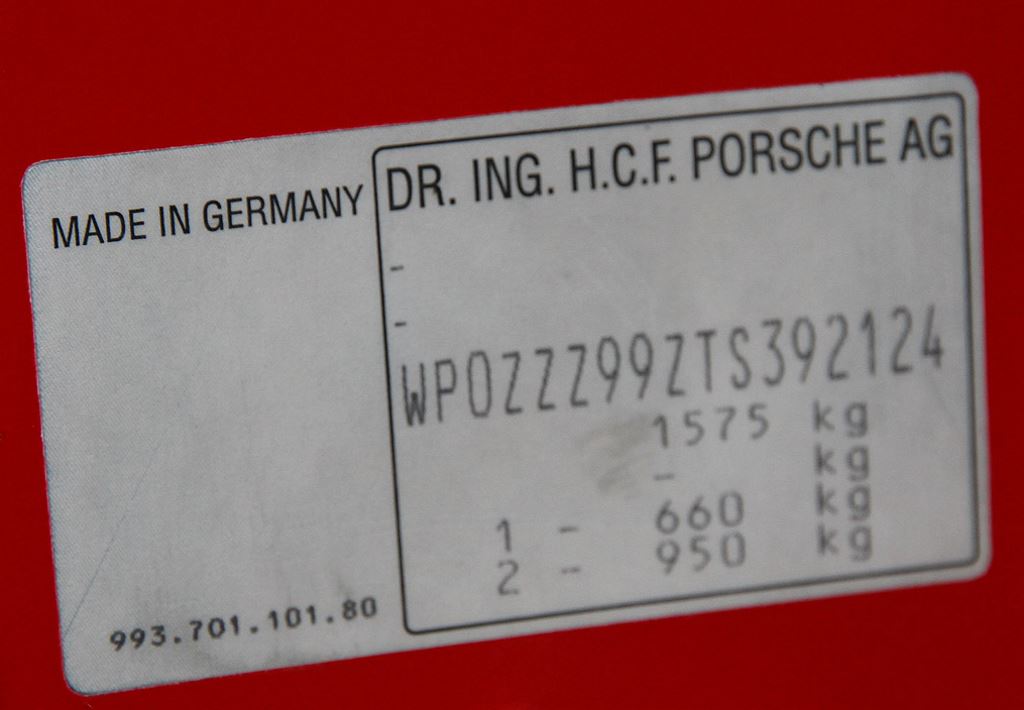 MADE IN GERMANY
DR. ING. H.C.F. PORSCHE AG
-
-
WP0ZZZ99ZTS392124
1575 kg
- kg
1 - 660 kg
2 - 950 kg
993.701.101.80